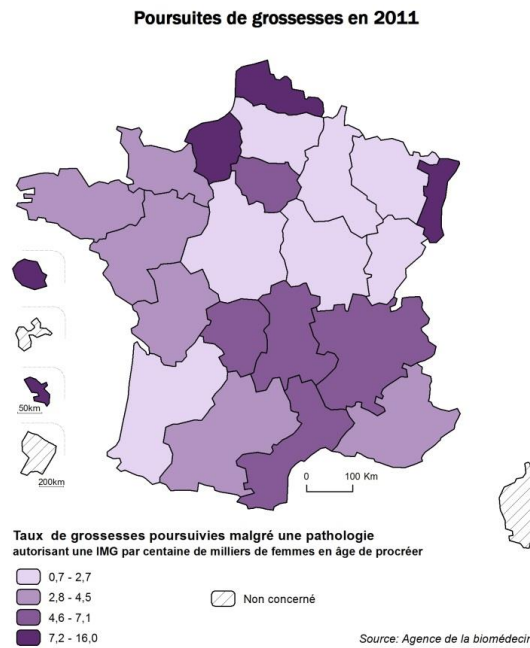 Poursuites de grossesses en 2011
50km
200km
0 100 Km
Taux de grossesses poursuivies malgré une pathologie
autorisant une IMG par centaine de milliers de femmes en âge de procréer
0,7 - 2,7
2,8 - 4,5
4,6 - 7,1
7,2 - 16,0
Non concerné
Source: Agence de la biomédecin